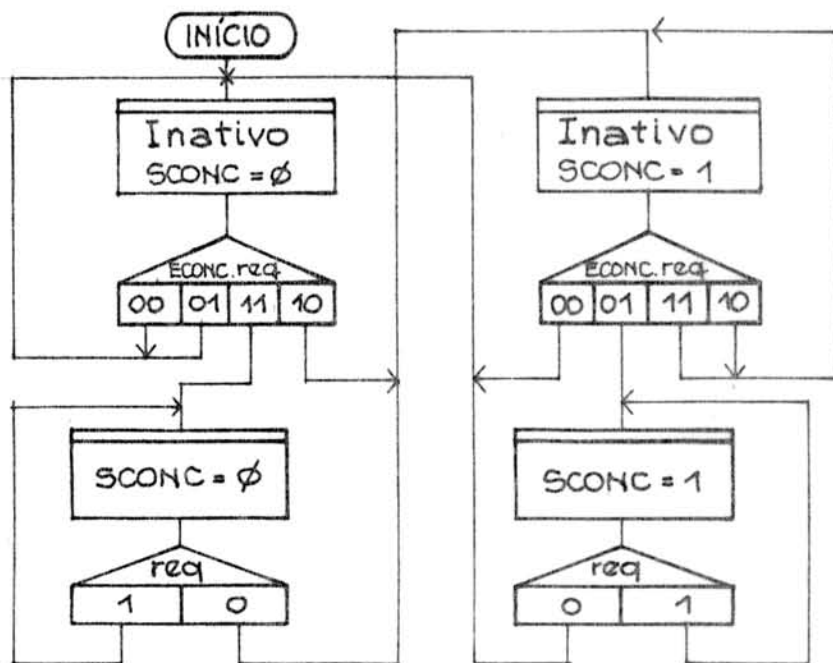 INÍCIO
Inativo
SCONC = Ø
ECONC.req
00 01 11 10
Inativo
SCONC = 1
ECONC.req
00 01 11 10
SCONC = Ø
req
1 0
SCONC = 1
req
0 1